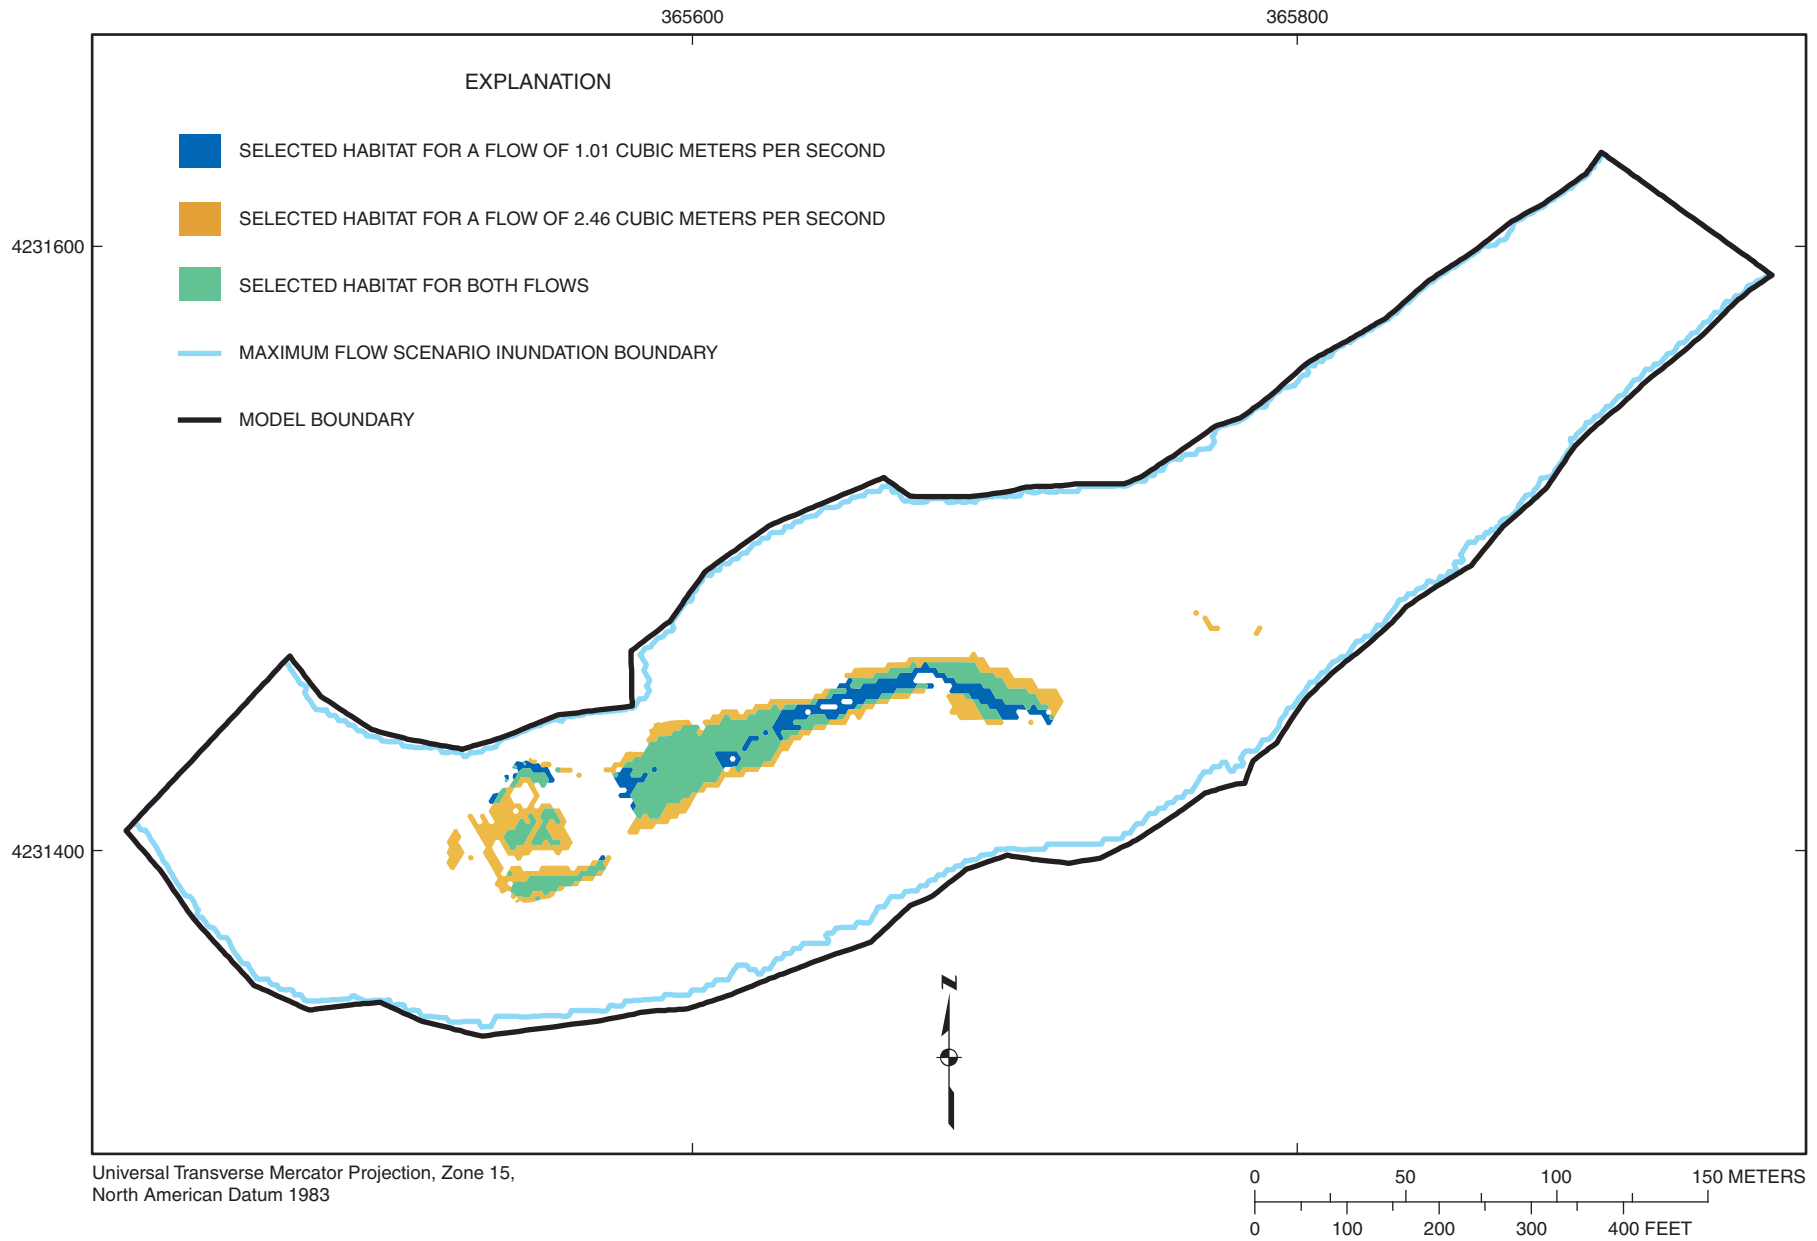 365600
365800
EXPLANATION
SELECTED HABITAT FOR A FLOW OF 1.01 CUBIC METERS PER SECOND
SELECTED HABITAT FOR A FLOW OF 2.46 CUBIC METERS PER SECOND
4231600
SELECTED HABITAT FOR BOTH FLOWS
MAXIMUM FLOW SCENARIO INUNDATION BOUNDARY
MODEL BOUNDARY
4231400
N
Universal Transverse Mercator Projection, Zone 15,
North American Datum 1983
0 50 100 150 METERS
0 100 200 300 400 FEET